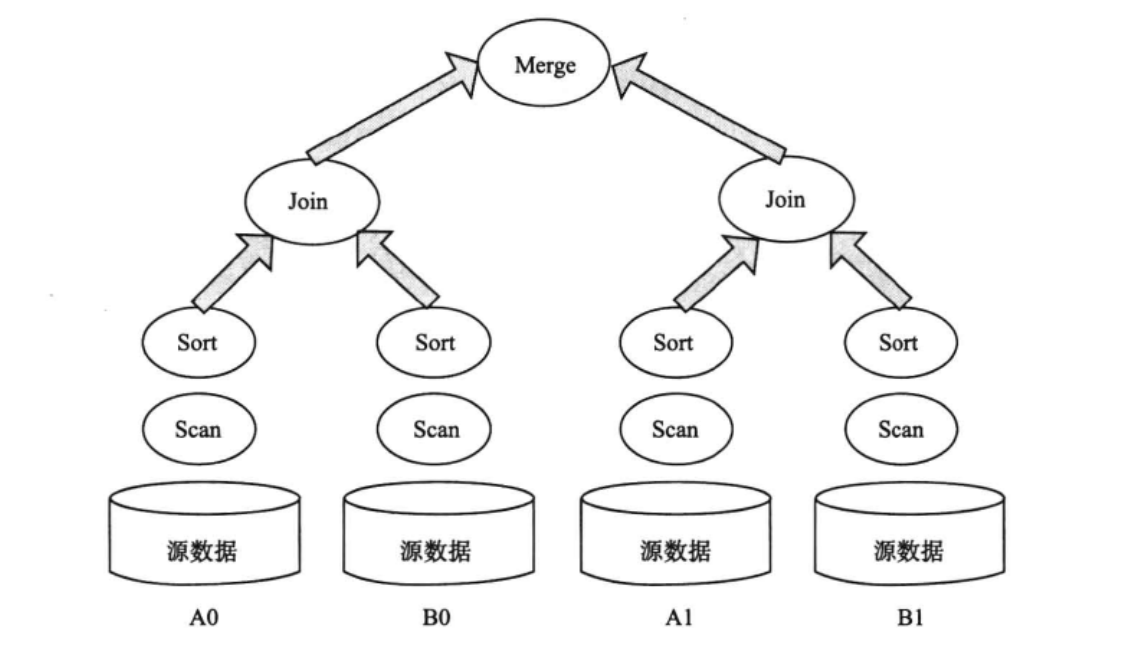 Merge
Join
Join
Sort
Sort
Sort
Sort
Scan
Scan
Scan
Scan
源数据
源数据
源数据
源数据
A0
B0
A1
B1